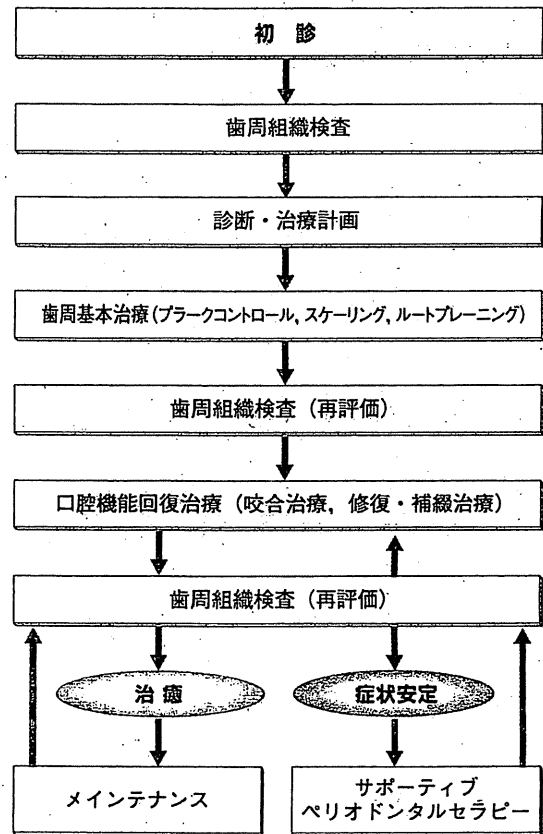 初 診
歯周組織検査
診断・治療計画
歯周基本治療(プラークコントロール, スケーリング, ルートプレーニング)
歯周組織検査(再評価)
口腔機能回復治療(咬合治療, 修復・補綴治療)
歯周組織検査(再評価)
治 癒
症状安定
メインテナンス
サポーティブ
ペリオドンタルセラピー